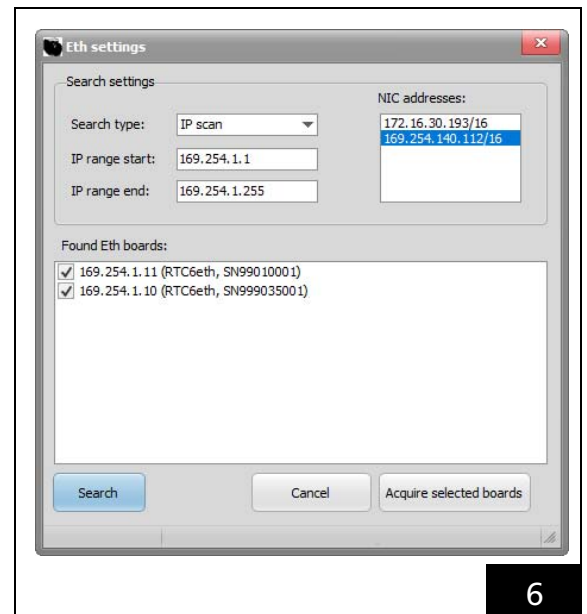 Eth settings
Search settings
NIC addresses:
Search type: IP scan
172.16.30.193/16
169.254.140.112/16
IP range start: 169.254.1.1
IP range end: 169.254.1.255
Found Eth boards:
169.254.1.11 (RTC6eth, SN99010001)
169.254.1.10 (RTC6eth, SN999035001)
Search Cancel Acquire selected boards
6